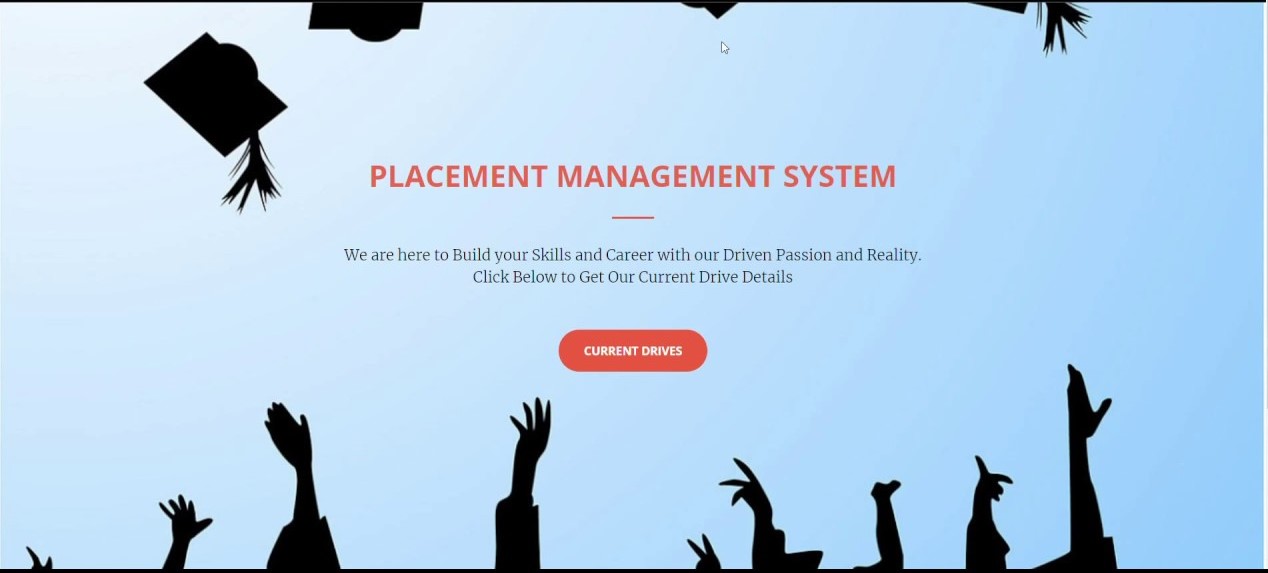 PLACEMENT MANAGEMENT SYSTEM
We are here to Build your Skills and Career with our Driven Passion and Reality.
Click Below to Get Our Current Drive Details
CURRENT DRIVES